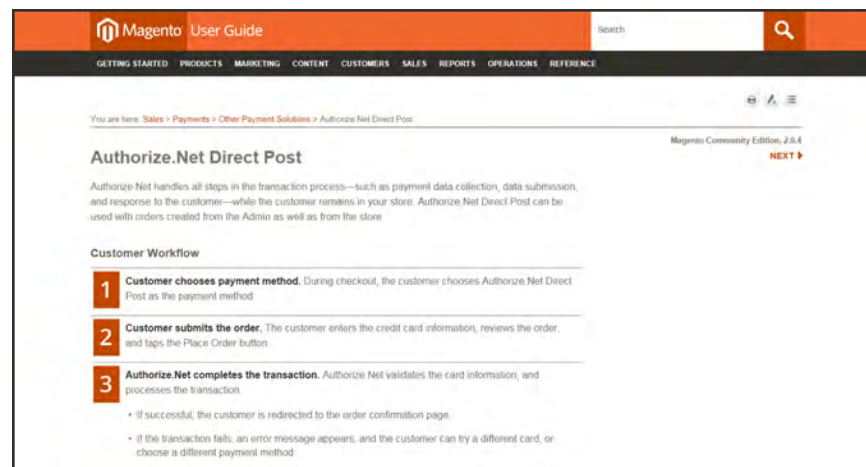 Magento User Guide
Search
GETTING STARTED PRODUCTS MARKETING CONTENT CUSTOMERS SALES REPORTS OPERATIONS REFERENCE
You are here: Sales > Payments > Other Payment Solutions > Authorize.Net Direct Post
Magento Community Edition, 2.0.4
NEXT
Authorize.Net Direct Post
Authorize.Net handles all steps in the transaction process—such as payment data collection, data submission,
and response to the customer—while the customer remains in your store. Authorize.Net Direct Post can be
used with orders created from the Admin as well as from the store.
Customer Workflow
1
Customer chooses payment method. During checkout, the customer chooses Authorize.Net Direct
Post as the payment method.
2
Customer submits the order. The customer enters the credit card information, reviews the order,
and taps the Place Order button.
3
Authorize.Net completes the transaction. Authorize.Net validates the card information, and
processes the transaction.
• If successful, the customer is redirected to the order confirmation page.
• If the transaction fails, an error message appears, and the customer can try a different card, or
choose a different payment method.